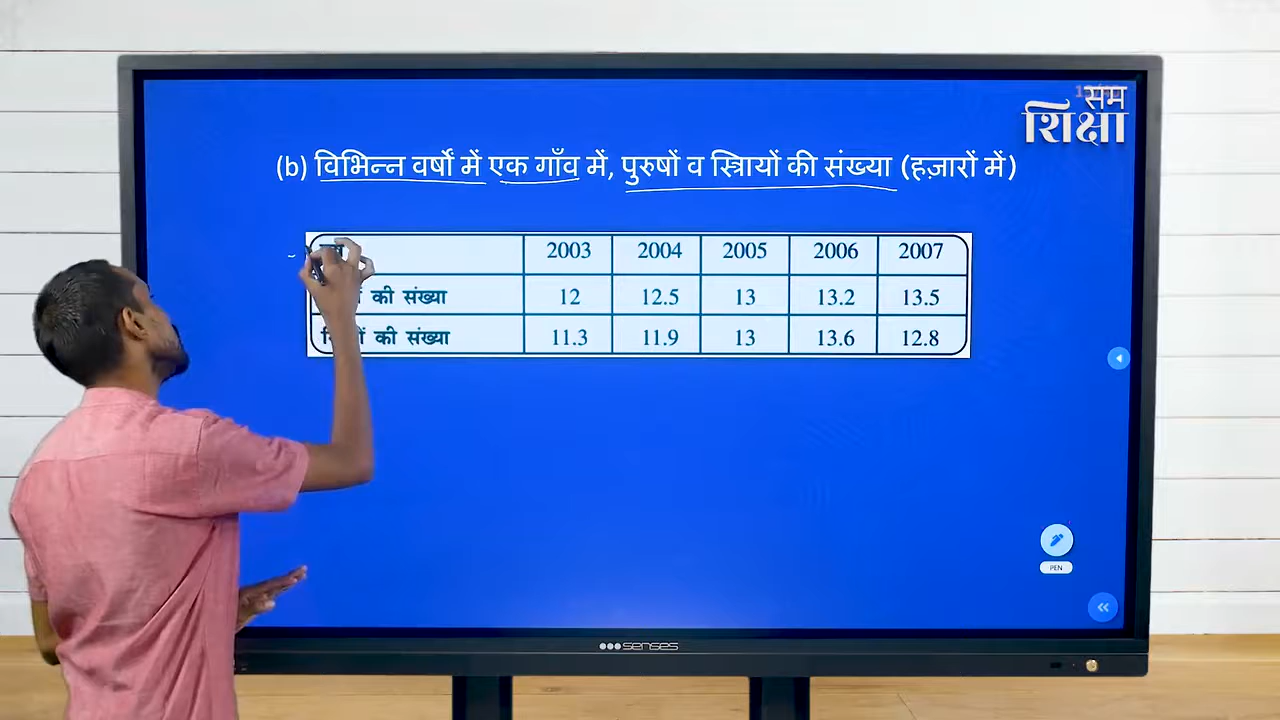 सम
शिक्षा
(b) विभिन्न वर्षों में एक गाँव में, पुरुषों व स्त्रिायों की संख्या (हज़ारों में)
2003 2004 2005 2006 2007
की संख्या 12 12.5 13 13.2 13.5
की संख्या 11.3 11.9 13 13.6 12.8
PEN
senses